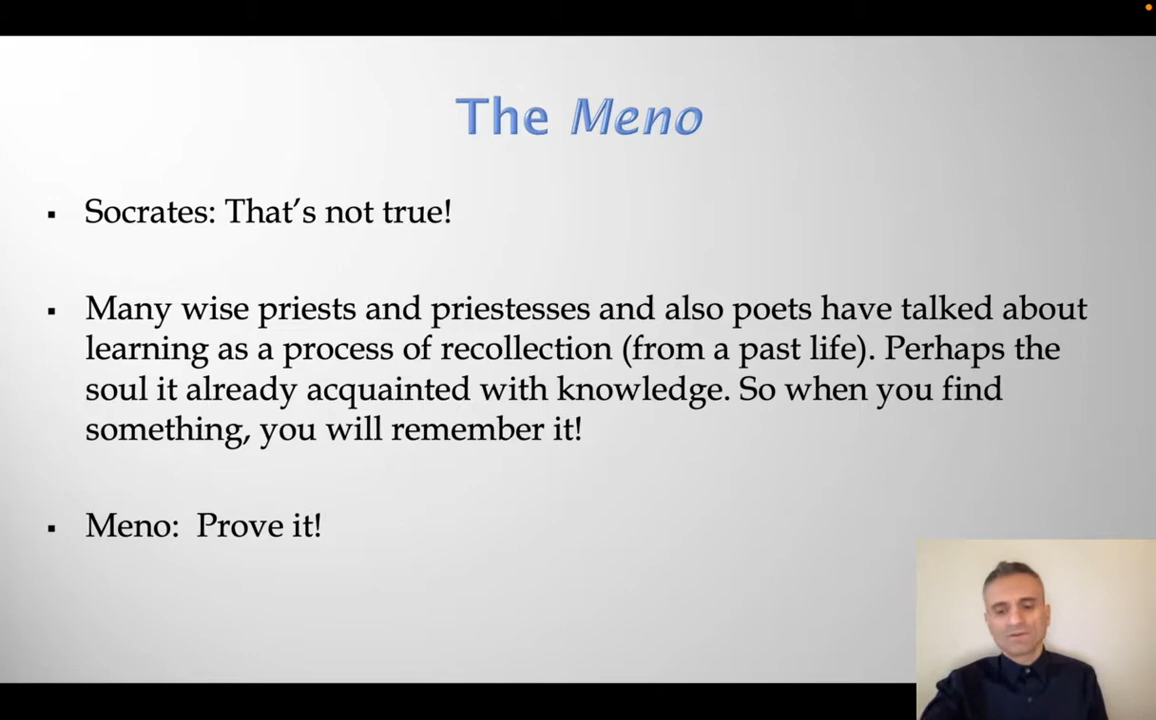 The Meno
Socrates: That's not true!
Many wise priests and priestesses and also poets have talked about
learning as a process of recollection (from a past life). Perhaps the
soul it already acquainted with knowledge. So when you find
something, you will remember it!
Meno: Prove it!